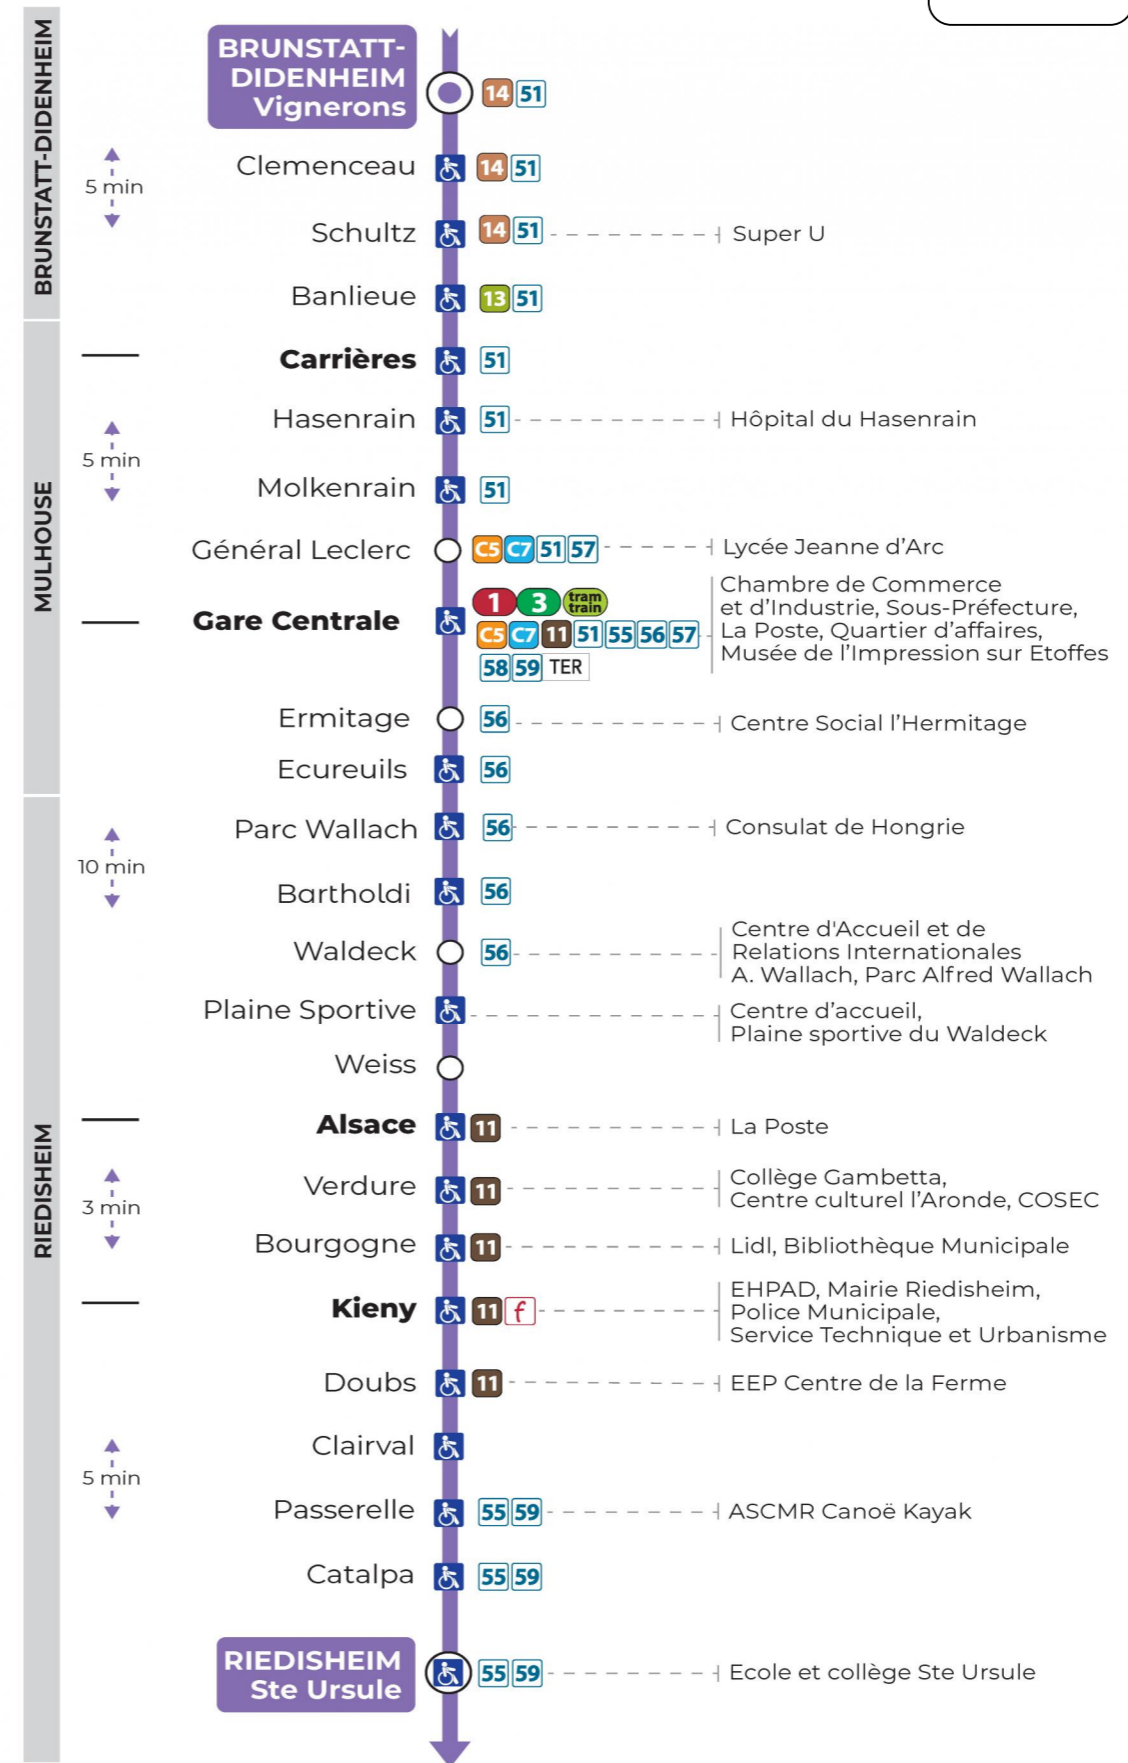 BRUNSTATT-DIDENHEIM
BRUNSTATT-
DIDENHEIM
Vignerons
14 51
Clemenceau 14 51
5 min
Schultz 14 51 Super U
Banlieue 13 51
MULHOUSE
Carrières 51
Hasenrain 51 Hôpital du Hasenrain
5 min
Molkenrain 51
Général Leclerc C5 C7 51 57 Lycée Jeanne d’Arc
Gare Centrale
1 3 tram
train
C5 C7 11 51 55 56 57
58 59 TER
Chambre de Commerce
et d’Industrie, Sous-Préfecture,
La Poste, Quartier d’affaires,
Musée de l’Impression sur Etoffes
Ermitage 56 Centre Social l’Hermitage
Ecureuils 56
RIEDISHEIM
Parc Wallach 56 Consulat de Hongrie
10 min
Bartholdi 56
Waldeck 56
Centre d'Accueil et de
Relations Internationales
A. Wallach, Parc Alfred Wallach
Plaine Sportive
Centre d’accueil,
Plaine sportive du Waldeck
Weiss
Alsace 11 La Poste
Verdure 11
Collège Gambetta,
Centre culturel l’Aronde, COSEC
3 min
Bourgogne 11 Lidl, Bibliothèque Municipale
Kieny 11 f
EHPAD, Mairie Riedisheim,
Police Municipale,
Service Technique et Urbanisme
Doubs 11 EEP Centre de la Ferme
Clairval
5 min
Passerelle 55 59 ASCMR Canoë Kayak
Catalpa 55 59
RIEDISHEIM
Ste Ursule
55 59 Ecole et collège Ste Ursule